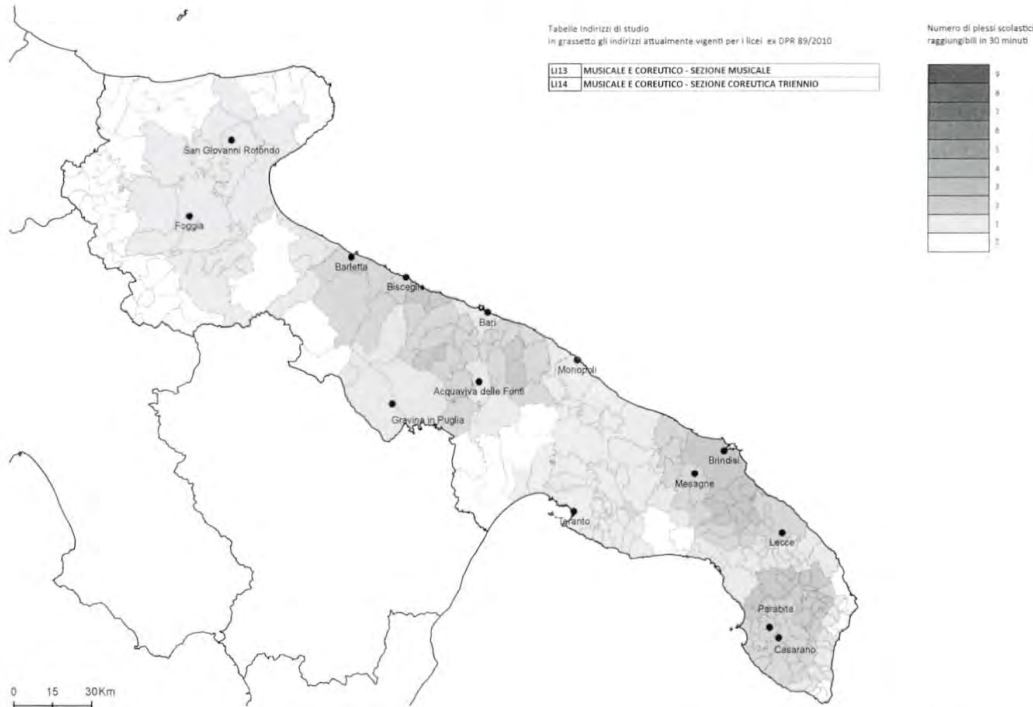 Tabelle Indirizzi di studio
in grassetto gli indirizzi attualmente vigenti per i licei ex DPR 89/2010
LI13 MUSICALE E COREUTICO - SEZIONE MUSICALE
LI14 MUSICALE E COREUTICO - SEZIONE COREUTICA TRIENNIO
Numero di plessi scolastici
raggiungibili in 30 minuti
9
8
7
6
5
4
3
2
1
San Giovanni Rotondo
Foggia
Barletta
Bisceglie
Bari
Monopoli
Acquaviva delle Fonti
Gravina in Puglia
Brindisi
Mesagne
Taranto
Lecce
Parabita
Casarano
0 15 30Km